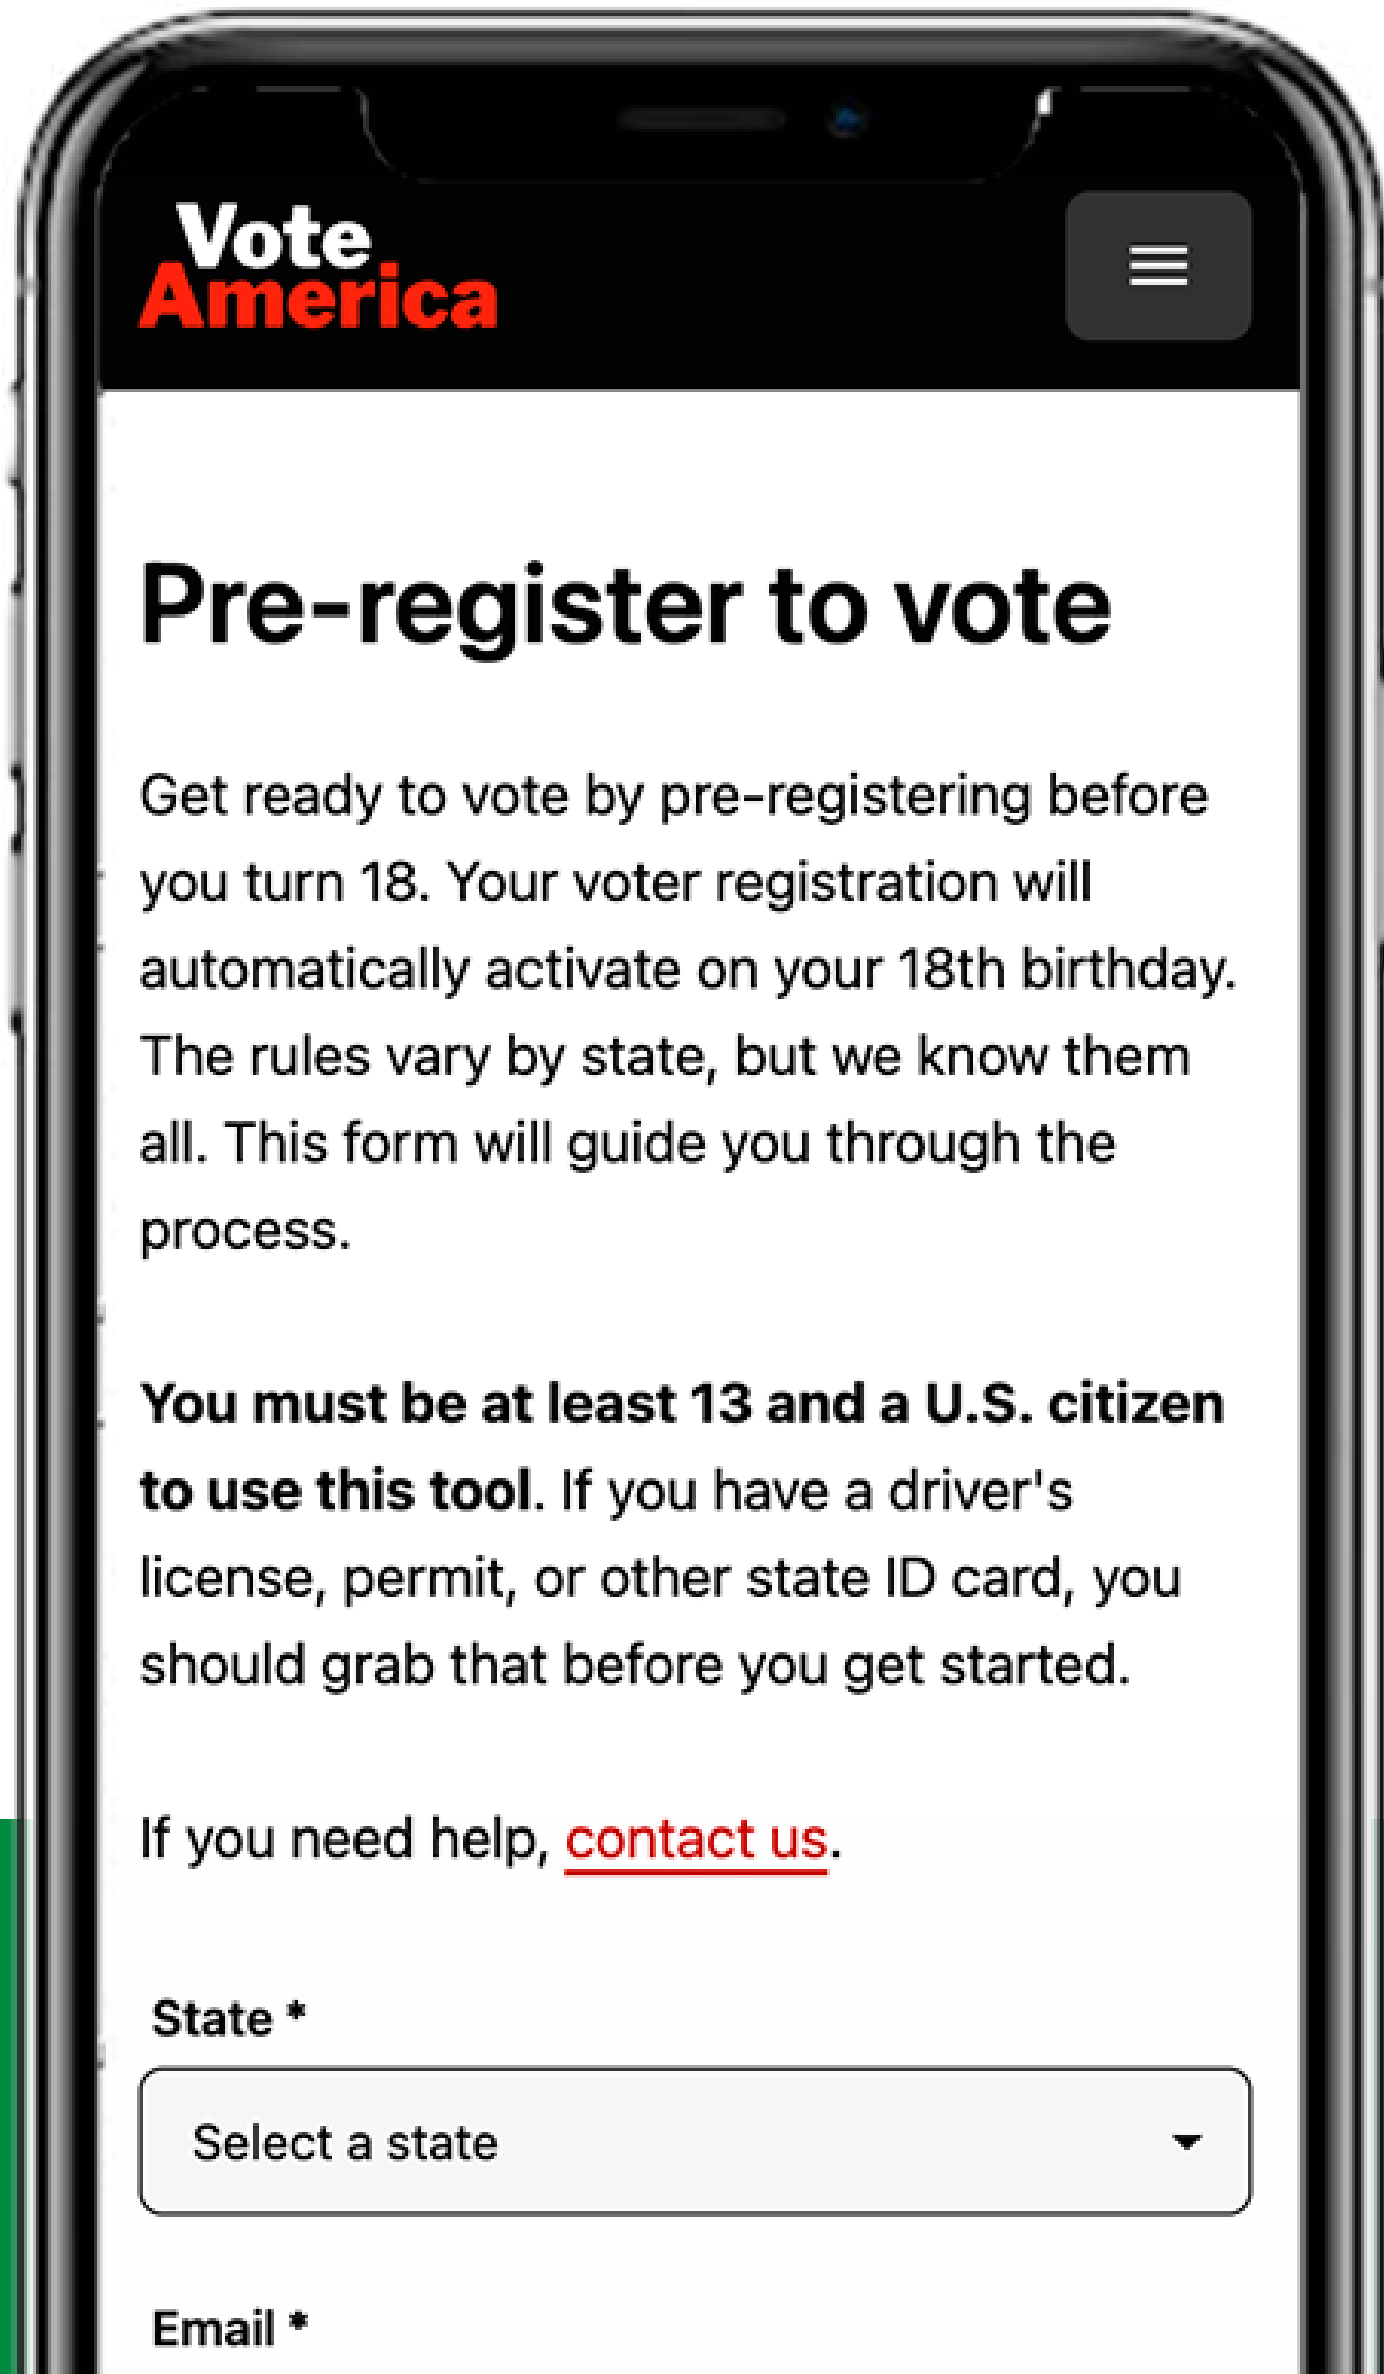 Vote
America
Pre-register to vote
Get ready to vote by pre-registering before
you turn 18. Your voter registration will
automatically activate on your 18th birthday.
The rules vary by state, but we know them
all. This form will guide you through the
process.
You must be at least 13 and a U.S. citizen
to use this tool. If you have a driver's
license, permit, or other state ID card, you
should grab that before you get started.
If you need help, contact us.
State *
Select a state
Email *